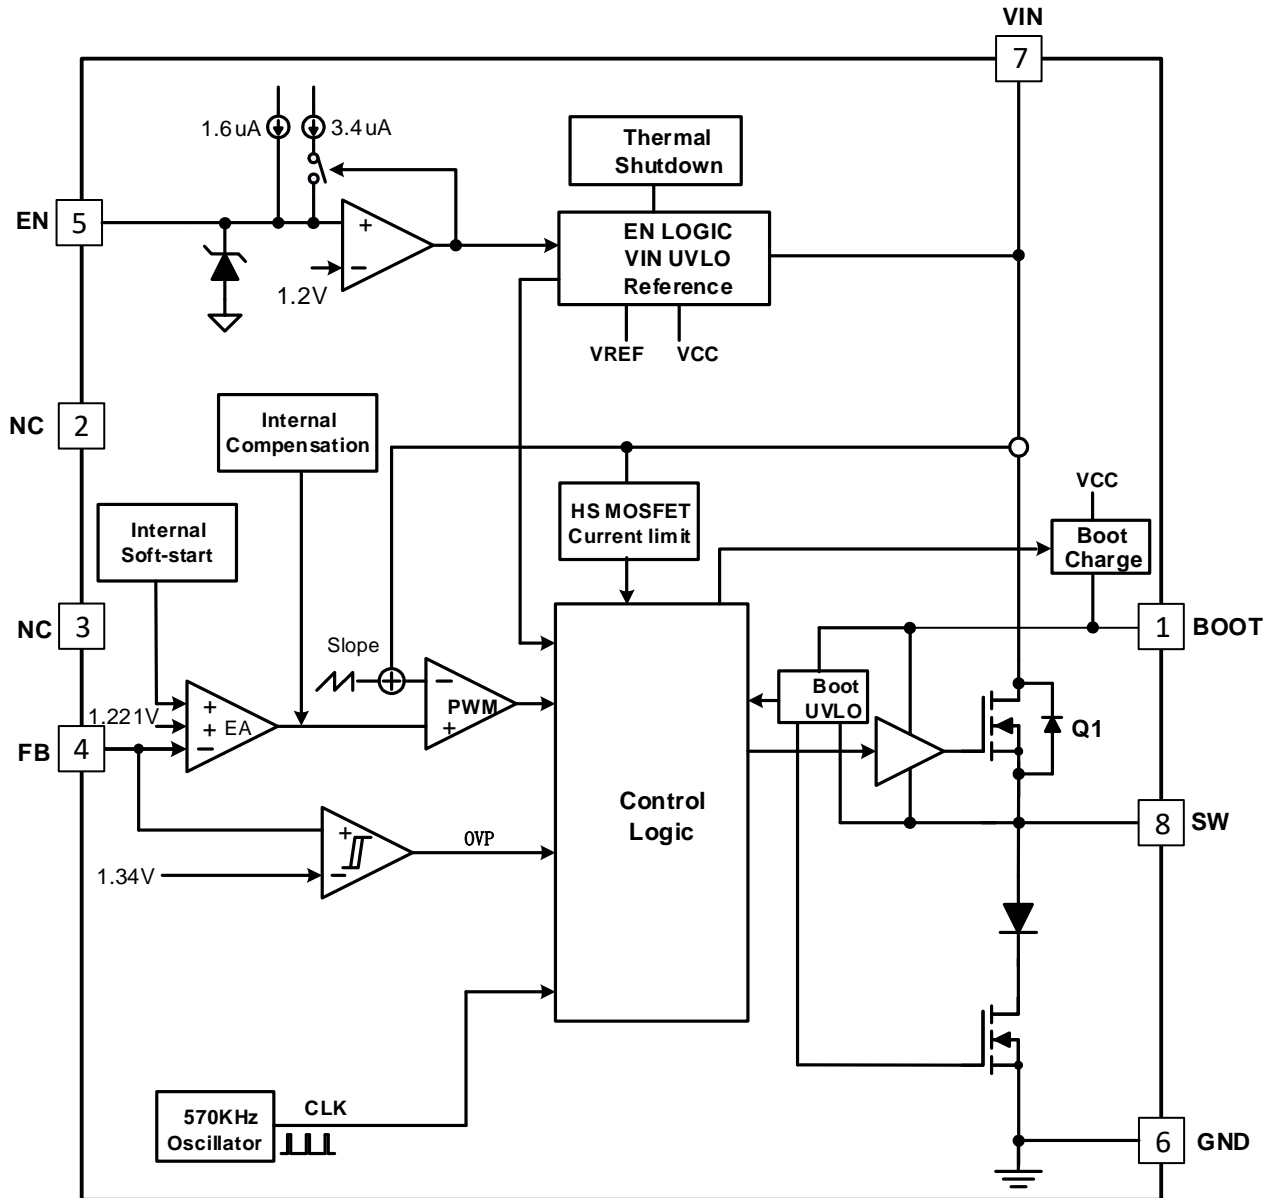 VIN
7
1.6uA
3.4uA
Thermal
Shutdown
EN
5
+
EN LOGIC
VIN UVLO
Reference
−
1.2V
VREF
VCC
NC
2
Internal
Compensation
VCC
HS MOSFET
Current limit
Boot
Charge
Internal
Soft-start
NC
3
1
BOOT
Slope
+
−
PWM
+
Boot
UVLO
1.221V
+
+
−
EA
FB
4
Q1
Control
Logic
8
SW
+
−
OVP
1.34V
570KHz
Oscillator
CLK
6
GND